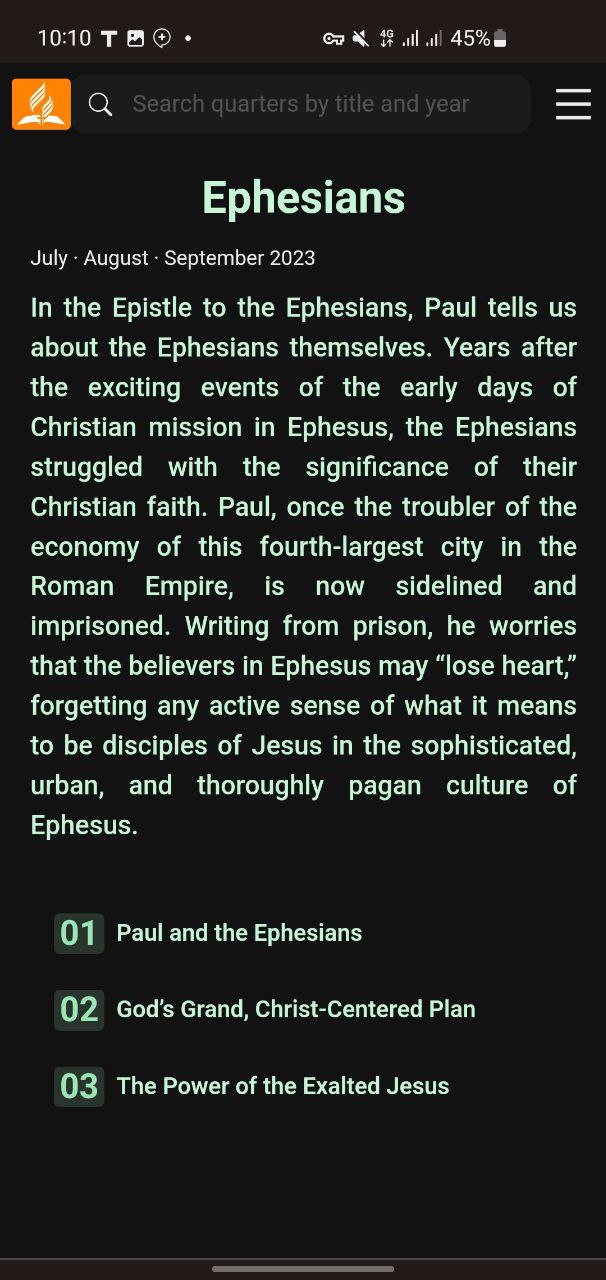 10:10
4G
45%
Search quarters by title and year
Ephesians
July · August · September 2023
In the Epistle to the Ephesians, Paul tells us
about the Ephesians themselves. Years after
the exciting events of the early days of
Christian mission in Ephesus, the Ephesians
struggled with the significance of their
Christian faith. Paul, once the troubler of the
economy of this fourth-largest city in the
Roman Empire, is now sidelined and
imprisoned. Writing from prison, he worries
that the believers in Ephesus may “lose heart,”
forgetting any active sense of what it means
to be disciples of Jesus in the sophisticated,
urban, and thoroughly pagan culture of
Ephesus.
01 Paul and the Ephesians
02 God’s Grand, Christ-Centered Plan
03 The Power of the Exalted Jesus